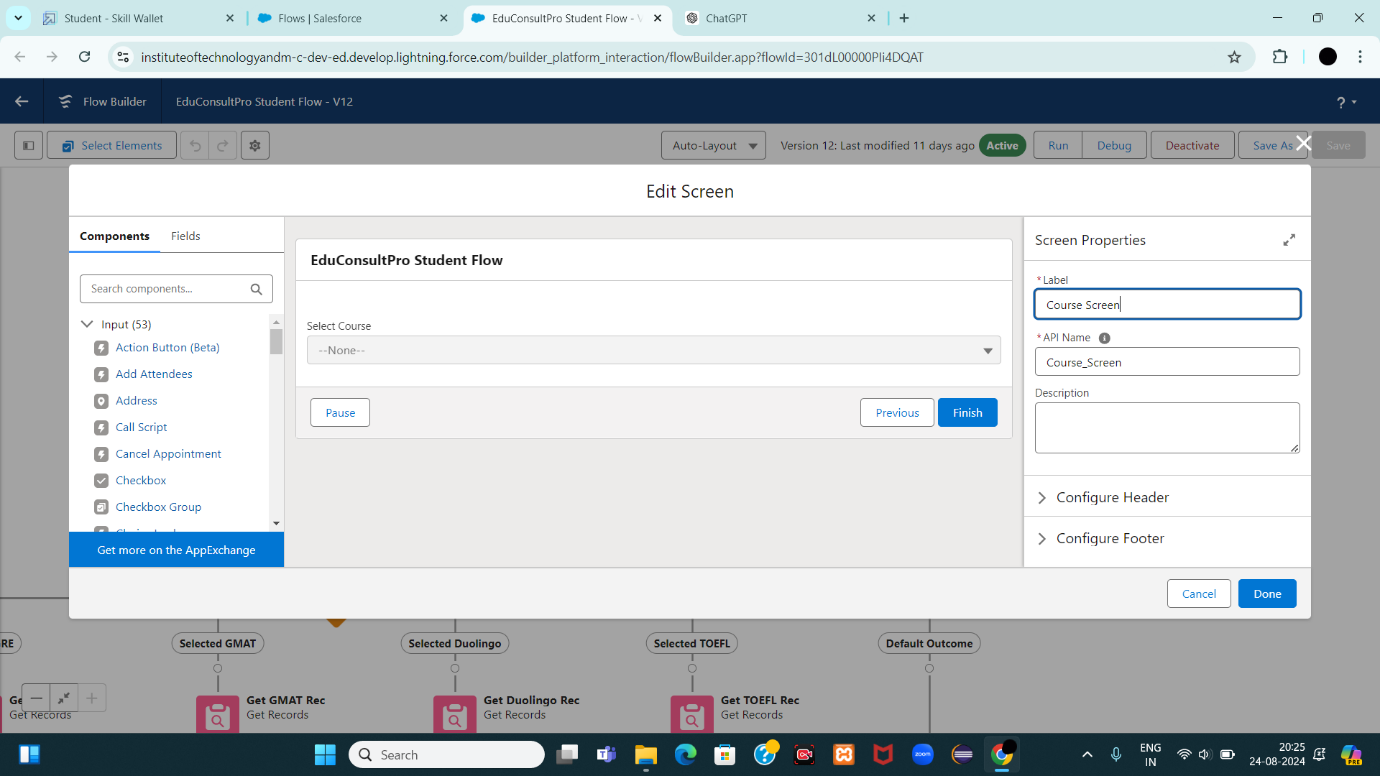 Student - Skill Wallet
Flows | Salesforce
EduConsultPro Student Flow - V
ChatGPT
instituteoftechnologyandm-c-dev-ed.develop.lightning.force.com/builder_platform_interaction/flowBuilder.app?flowId=301dL00000PIi4DQAT
Flow Builder
EduConsultPro Student Flow - V12
?
Select Elements
Auto-Layout
Version 12: Last modified 11 days ago
Active
Run
Debug
Deactivate
Save As
Save
Edit Screen
Components
Fields
Search components...
Input (53)
Action Button (Beta)
Add Attendees
Address
Call Script
Cancel Appointment
Checkbox
Checkbox Group
Get more on the AppExchange
EduConsultPro Student Flow
Select Course
--None--
Pause
Previous
Finish
Screen Properties
* Label
Course Screen
* API Name
Course_Screen
Description
Configure Header
Configure Footer
Cancel
Done
RE
Selected GMAT
Selected Duolingo
Selected TOEFL
Default Outcome
Get GMAT Rec
Get Records
Get Duolingo Rec
Get Records
Get TOEFL Rec
Get Records
Get Records
Search
zoom
ENG
IN
20:25
24-08-2024
PRE